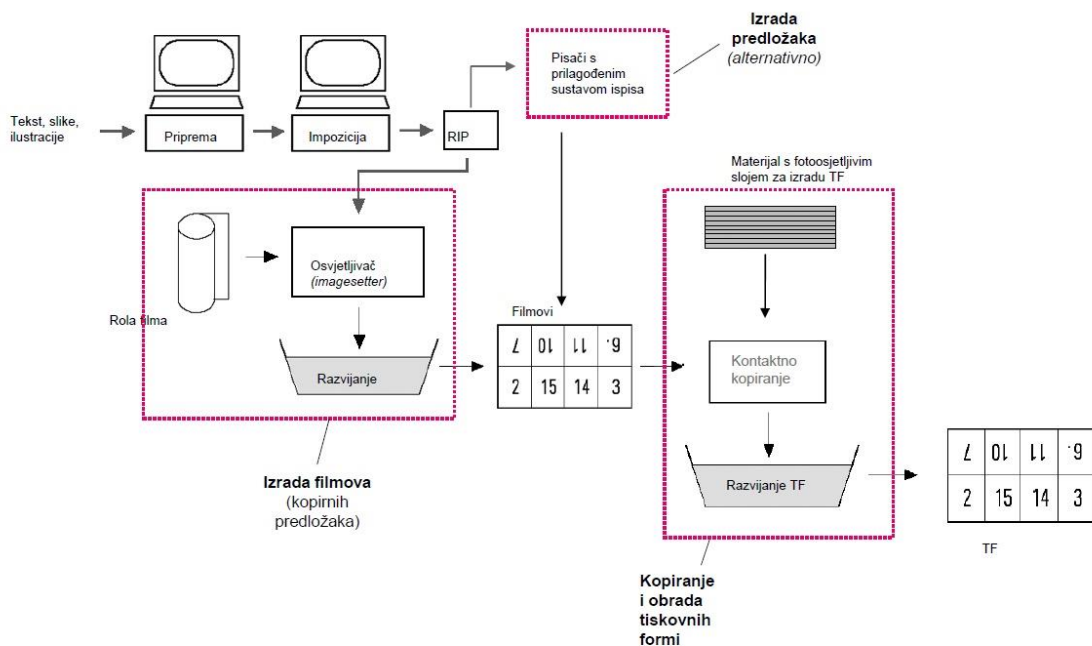 Izrada
predložaka
(alternativno)
Pisači s
prilagođenim
sustavom ispisa
Tekst, slike,
ilustracije
Priprema
Impozicija
RIP
Materijal s fotoosjetljivim
slojem za izradu TF
Osvjetljivač
(imagesetter)
Rola filma
Razvijanje
Filmovi
7 10 11 6.
2 15 14 3
Kontaktno
kopiranje
Razvijanje TF
7 10 11 6.
2 15 14 3
TF
Izrada filmova
(kopirnih
predložaka)
Kopiranje
i obrada
tiskovnih
formi